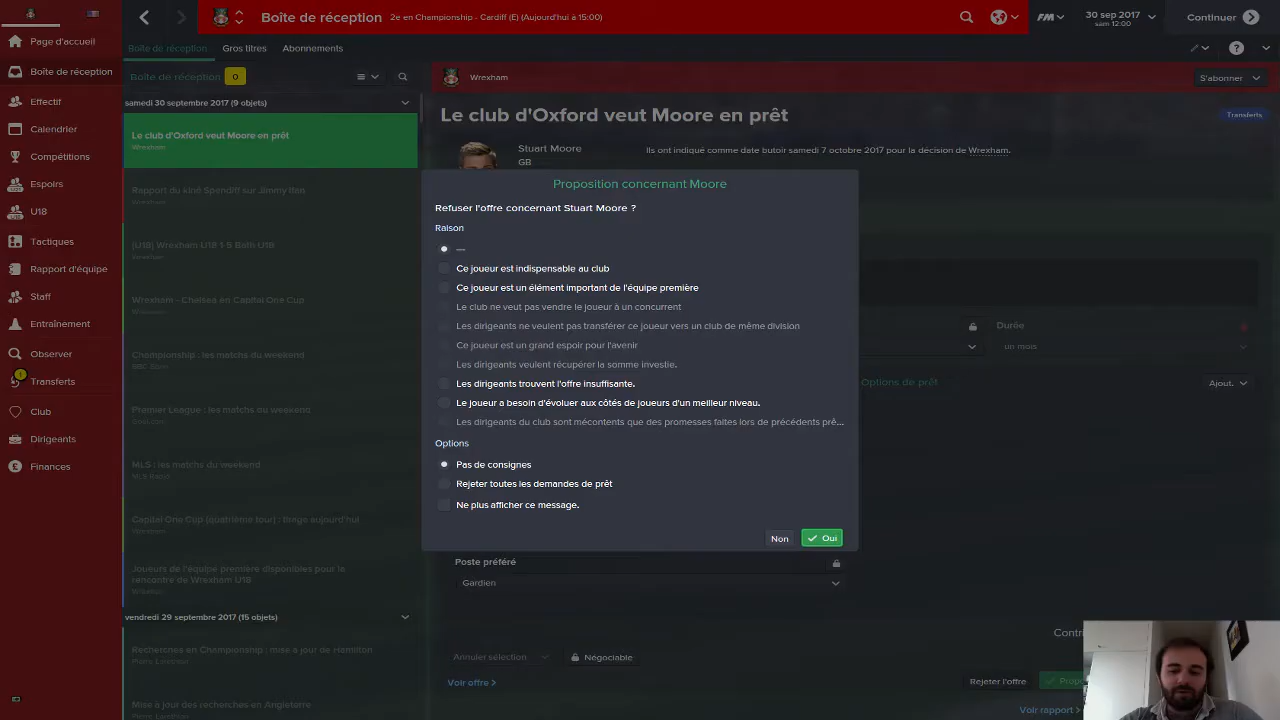 Boîte de réception
2e en Championship - Cardiff (E) (Aujourd'hui à 15:00)
FM
30 sep 2017
sam 12:00
Continuer
Page d'accueil
Boîte de réception
Effectif
Calendrier
Compétitions
Espoirs
U18
Tactiques
Rapport d'équipe
Staff
Entraînement
Observer
1
Transferts
Club
Dirigeants
Finances
Boîte de réception
Gros titres
Abonnements
Boîte de réception
0
samedi 30 septembre 2017 (9 objets)
Le club d'Oxford veut Moore en prêt
Wrexham
Rapport du kiné Spendiff sur Jimmy Ifan
Wrexham
(U18) Wrexham U18 1-5 Bath U18
Wrexham
Wrexham - Chelsea en Capital One Cup
Wrexham
Championship : les matchs du weekend
BBC Sport
Premier League : les matchs du weekend
Goal.com
MLS : les matchs du weekend
MLS Radio
Capital One Cup (quatrième tour) : tirage aujourd'hui
Wrexham
Joueurs de l'équipe première disponibles pour la
rencontre de Wrexham U18
Wrexham
vendredi 29 septembre 2017 (15 objets)
Recherches en Championship : mise à jour de Hamilton
Mise à jour des recherches en Angleterre
Wrexham
S'abonner
Le club d'Oxford veut Moore en prêt
Transferts
Stuart Moore
GB
Ils ont indiqué comme date butoir samedi 7 octobre 2017 pour la décision de Wrexham.
Proposition concernant Moore
Refuser l'offre concernant Stuart Moore ?
Raison
---
Ce joueur est indispensable au club
Ce joueur est un élément important de l'équipe première
Le club ne veut pas vendre le joueur à un concurrent
Les dirigeants ne veulent pas transférer ce joueur vers un club de même division
Ce joueur est un grand espoir pour l'avenir
Les dirigeants veulent récupérer la somme investie.
Les dirigeants trouvent l'offre insuffisante.
Le joueur a besoin d'évoluer aux côtés de joueurs d'un meilleur niveau.
Les dirigeants du club sont mécontents que des promesses faites lors de précédents prê...
Options
Pas de consignes
Rejeter toutes les demandes de prêt
Ne plus afficher ce message.
Non
Oui
Durée
un mois
Options de prêt
Ajout.
Poste préféré
Gardien
Annuler sélection
Négociable
Voir offre >
Rejeter l'offre
Voir rapport >